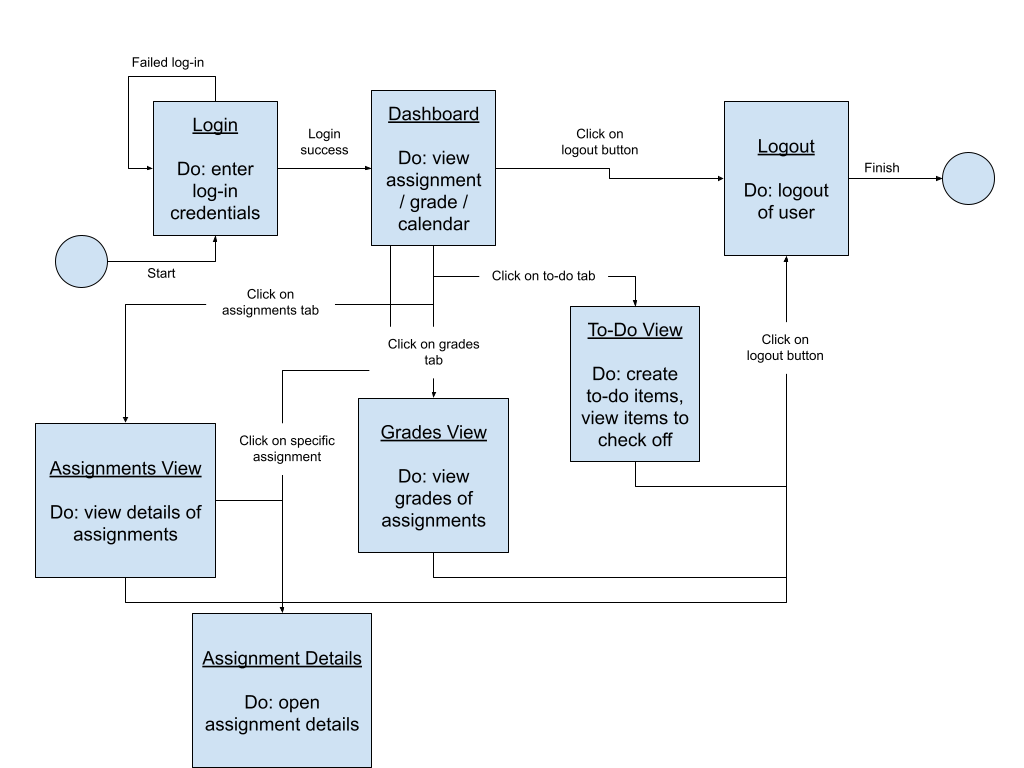 Failed log-in
Login
Do: enter
log-in
credentials
Login
success
Dashboard
Do: view
assignment
/ grade /
calendar
Click on
logout button
Logout
Do: logout
of user
Finish
Start
Click on
assignments tab
Click on to-do tab
Click on grades
tab
To-Do View
Do: create
to-do items,
view items to
check off
Click on
logout button
Assignments View
Do: view details of
assignments
Click on specific
assignment
Grades View
Do: view
grades of
assignments
Assignment Details
Do: open
assignment details